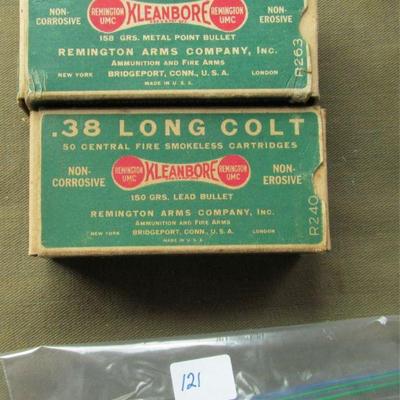 NON-
CORROSIVE
REMINGTON
UMC
KLEANBORE
REMINGTON
UMC
NON-
EROSIVE
158 GRS. METAL POINT BULLET
REMINGTON ARMS COMPANY, INC.
AMMUNITION AND FIRE ARMS
NEW YORK BRIDGEPORT, CONN., U.S.A. LONDON
MADE IN U.S.A.
R263
.38 LONG COLT
50 CENTRAL FIRE SMOKELESS CARTRIDGES
NON-
CORROSIVE
REMINGTON
UMC
KLEANBORE
REMINGTON
UMC
NON-
EROSIVE
150 GRS. LEAD BULLET
REMINGTON ARMS COMPANY, INC.
AMMUNITION AND FIRE ARMS
NEW YORK BRIDGEPORT, CONN., U.S.A. LONDON
MADE IN U.S.A.
R240
121